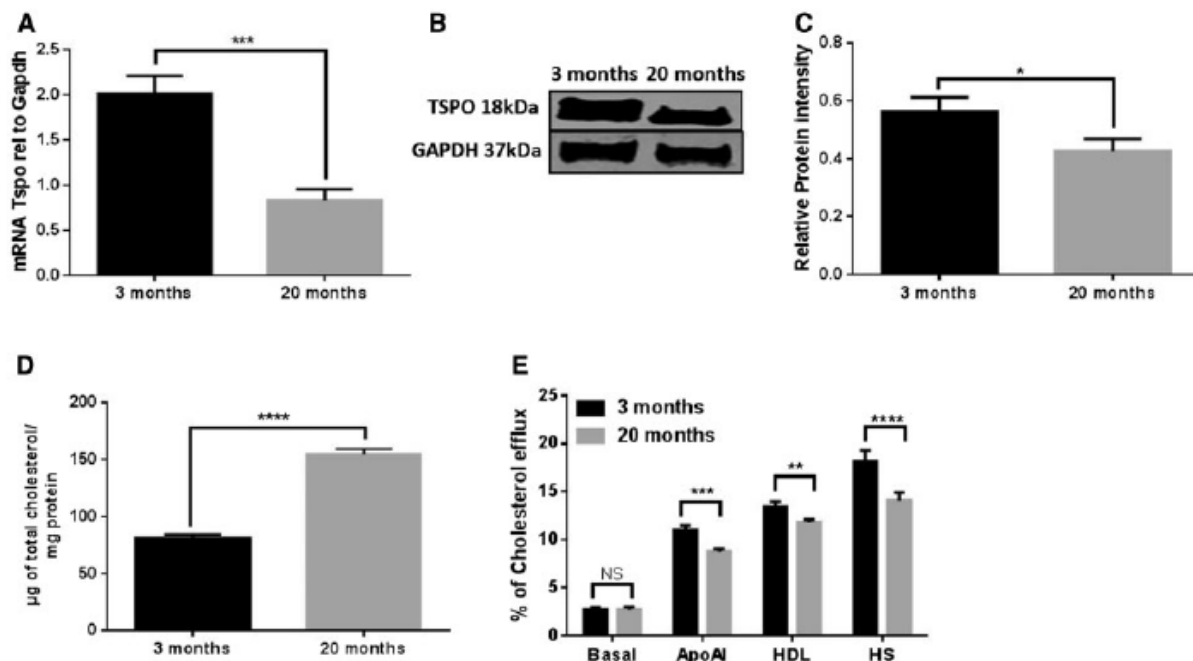 A
mRNA Tspo rel to Gapdh
2.5
2.0
1.5
1.0
0.5
0.0
***
3 months 20 months
B
3 months 20 months
TSPO 18kDa
GAPDH 37kDa
C
Relative Protein Intensity
0.8
0.6
0.4
0.2
0.0
*
3 months 20 months
D
µg of total cholesterol/
mg protein
200
150
100
50
0
****
3 months 20 months
E
% of Cholesterol efflux
25
20
15
10
5
0
3 months
20 months
NS
***
**
****
Basal ApoAI HDL HS